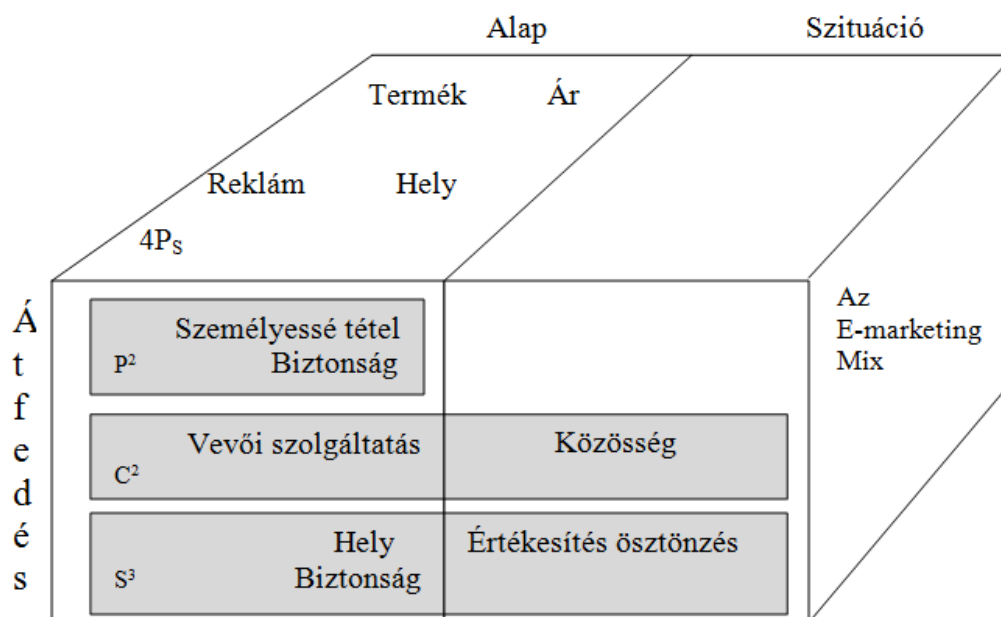 Alap Szituáció
Termék Ár
Reklám Hely
4PS
Átfedés
Az
E-marketing
Mix
Személyessé tétel
P² Biztonság
Vevői szolgáltatás Közösség
C²
Hely Értékesítés ösztönzés
S³ Biztonság